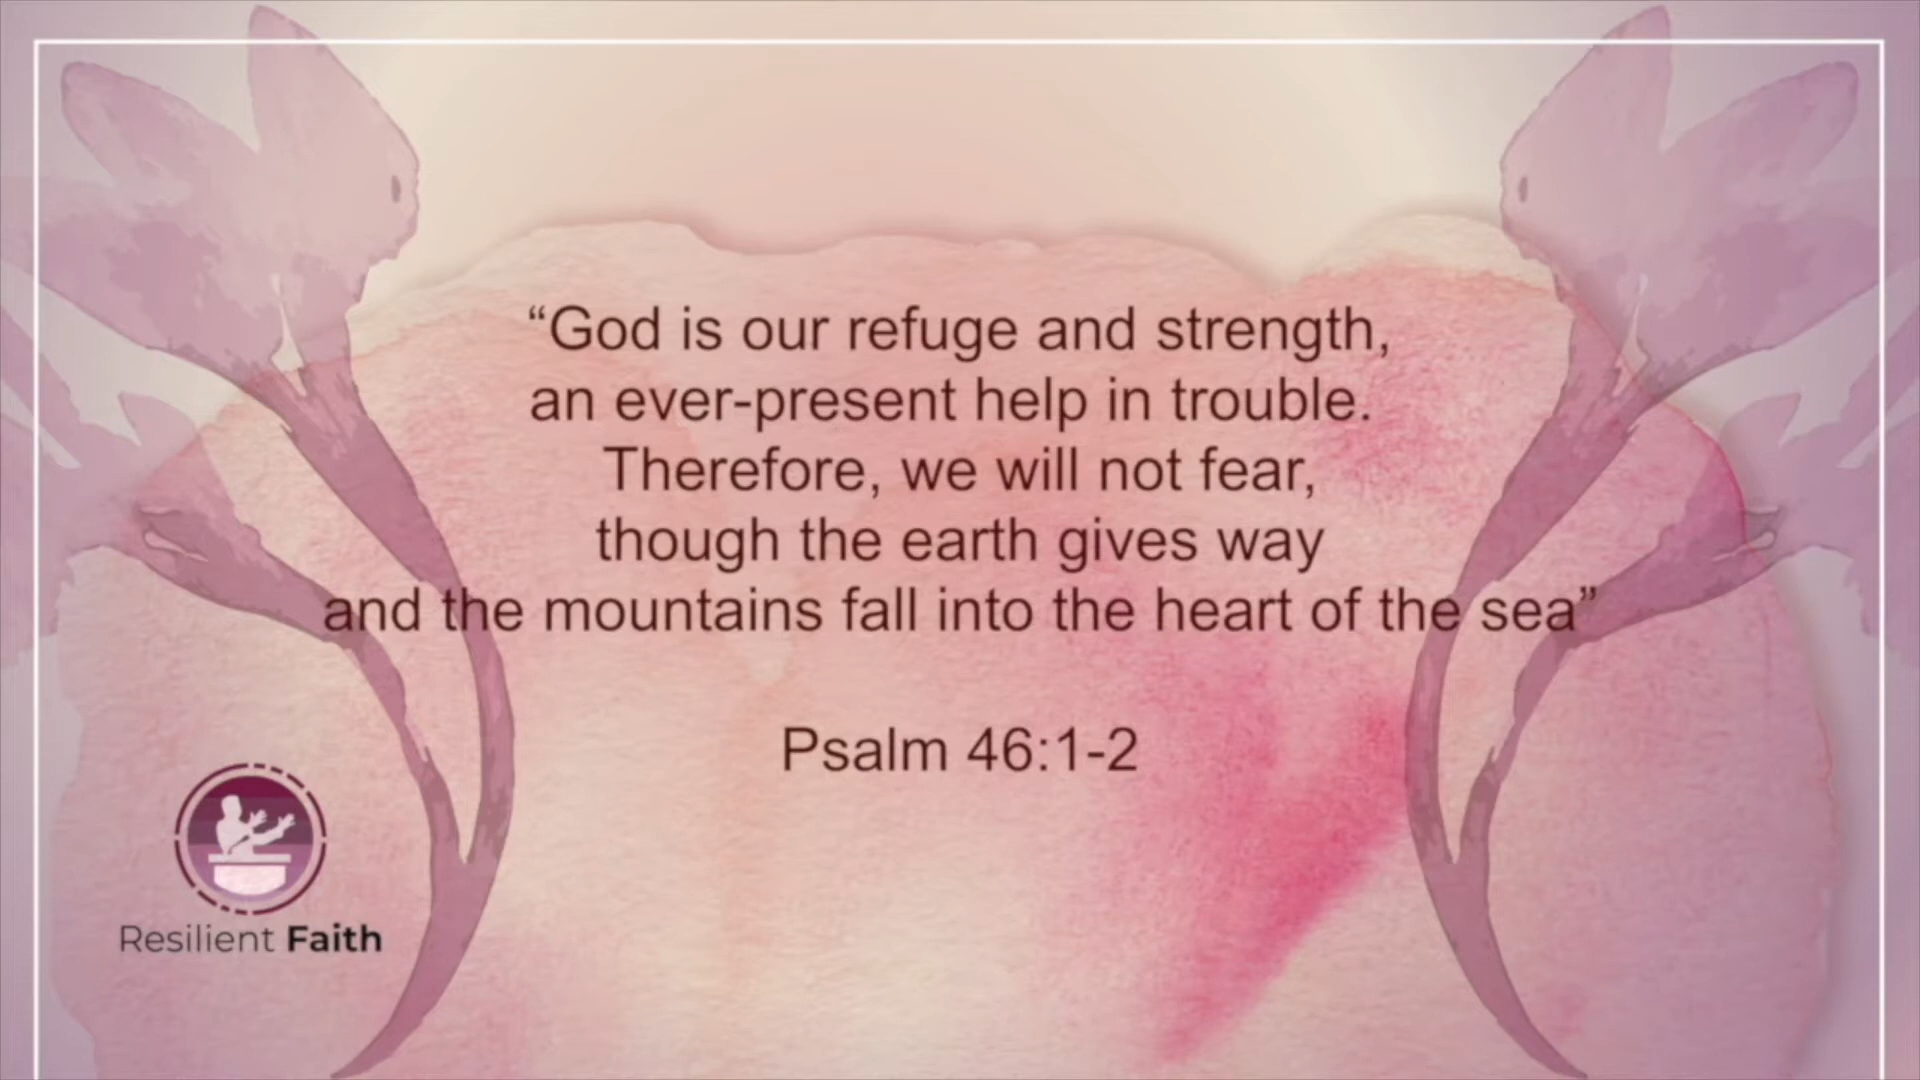 “God is our refuge and strength,
an ever-present help in trouble.
Therefore, we will not fear,
though the earth gives way
and the mountains fall into the heart of the sea”
Psalm 46:1-2
Resilient Faith